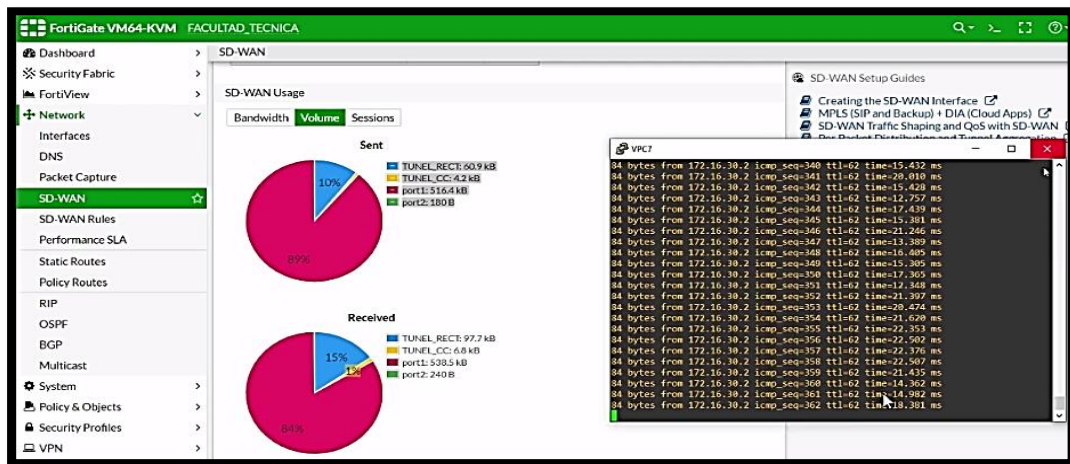 FortiGate VM64-KVM FACULTAD_TECNICA
Dashboard
Security Fabric
FortiView
Network
Interfaces
DNS
Packet Capture
SD-WAN
SD-WAN Rules
Performance SLA
Static Routes
Policy Routes
RIP
OSPF
BGP
Multicast
System
Policy & Objects
Security Profiles
VPN
SD-WAN
SD-WAN Usage
Bandwidth Volume Sessions
Sent
10%
89%
TUNEL_RECT: 60.9 kB
TUNEL_CC: 4.2 kB
port1: 516.4 kB
port2: 180 B
Received
15%
1%
84%
TUNEL_RECT: 97.7 kB
TUNEL_CC: 6.8 kB
port1: 538.5 kB
port2: 240 B
SD-WAN Setup Guides
Creating the SD-WAN Interface
MPLS (SIP and Backup) + DIA (Cloud Apps)
SD-WAN Traffic Shaping and QoS with SD-WAN
Per Packet Distribution and Tunnel Aggregation
VPC7
84 bytes from 172.16.30.2 icmp_seq=340 ttl=62 time=15.432 ms
84 bytes from 172.16.30.2 icmp_seq=341 ttl=62 time=20.010 ms
84 bytes from 172.16.30.2 icmp_seq=342 ttl=62 time=15.428 ms
84 bytes from 172.16.30.2 icmp_seq=343 ttl=62 time=12.757 ms
84 bytes from 172.16.30.2 icmp_seq=344 ttl=62 time=17.439 ms
84 bytes from 172.16.30.2 icmp_seq=345 ttl=62 time=15.381 ms
84 bytes from 172.16.30.2 icmp_seq=346 ttl=62 time=21.246 ms
84 bytes from 172.16.30.2 icmp_seq=347 ttl=62 time=13.389 ms
84 bytes from 172.16.30.2 icmp_seq=348 ttl=62 time=16.405 ms
84 bytes from 172.16.30.2 icmp_seq=349 ttl=62 time=15.305 ms
84 bytes from 172.16.30.2 icmp_seq=350 ttl=62 time=17.365 ms
84 bytes from 172.16.30.2 icmp_seq=351 ttl=62 time=12.348 ms
84 bytes from 172.16.30.2 icmp_seq=352 ttl=62 time=21.397 ms
84 bytes from 172.16.30.2 icmp_seq=353 ttl=62 time=20.474 ms
84 bytes from 172.16.30.2 icmp_seq=354 ttl=62 time=21.620 ms
84 bytes from 172.16.30.2 icmp_seq=355 ttl=62 time=22.353 ms
84 bytes from 172.16.30.2 icmp_seq=356 ttl=62 time=22.502 ms
84 bytes from 172.16.30.2 icmp_seq=357 ttl=62 time=22.376 ms
84 bytes from 172.16.30.2 icmp_seq=358 ttl=62 time=22.507 ms
84 bytes from 172.16.30.2 icmp_seq=359 ttl=62 time=21.435 ms
84 bytes from 172.16.30.2 icmp_seq=360 ttl=62 time=14.362 ms
84 bytes from 172.16.30.2 icmp_seq=361 ttl=62 time=14.982 ms
84 bytes from 172.16.30.2 icmp_seq=362 ttl=62 time=18.381 ms